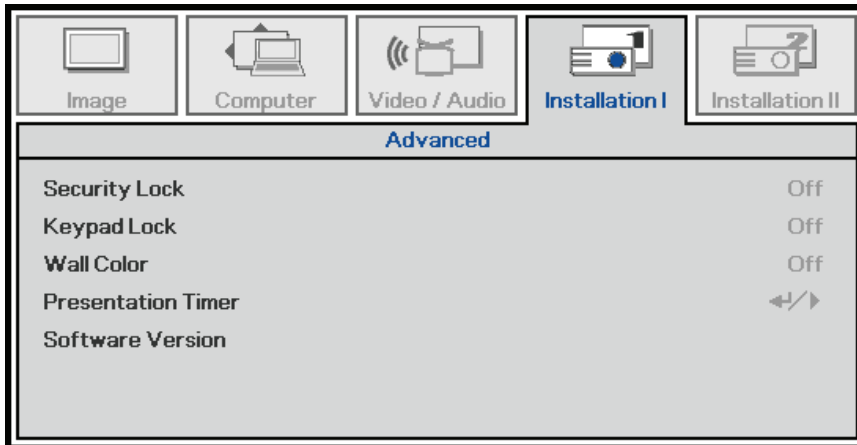 Image Computer Video / Audio Installation I Installation II
Advanced
Security Lock Off
Keypad Lock Off
Wall Color Off
Presentation Timer
Software Version